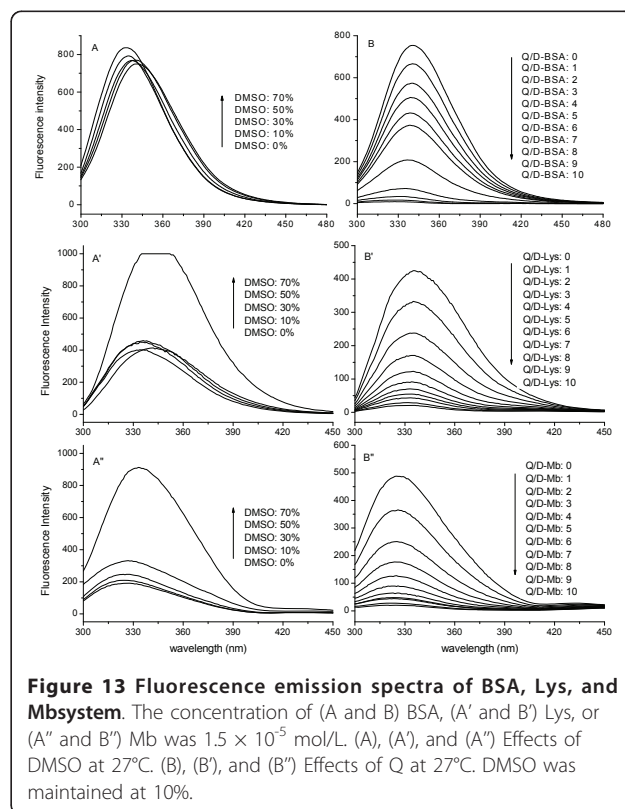 A
DMSO: 70%
DMSO: 50%
DMSO: 30%
DMSO: 10%
DMSO: 0%
Fluorescence intensity
800
600
400
200
0
300 330 360 390 420 450 480
B
Q/D-BSA: 0
Q/D-BSA: 1
Q/D-BSA: 2
Q/D-BSA: 3
Q/D-BSA: 4
Q/D-BSA: 5
Q/D-BSA: 6
Q/D-BSA: 7
Q/D-BSA: 8
Q/D-BSA: 9
Q/D-BSA: 10
800
600
400
200
0
300 330 360 390 420 450 480
A'
DMSO: 70%
DMSO: 50%
DMSO: 30%
DMSO: 10%
DMSO: 0%
Fluorescence Intensity
1000
800
600
400
200
0
300 330 360 390 420 450
B'
Q/D-Lys: 0
Q/D-Lys: 1
Q/D-Lys: 2
Q/D-Lys: 3
Q/D-Lys: 4
Q/D-Lys: 5
Q/D-Lys: 6
Q/D-Lys: 7
Q/D-Lys: 8
Q/D-Lys: 9
Q/D-Lys: 10
500
400
300
200
100
0
300 330 360 390 420 450
A"
DMSO: 70%
DMSO: 50%
DMSO: 30%
DMSO: 10%
DMSO: 0%
Fluorescence Intensity
1000
800
600
400
200
0
300 330 360 390 420 450
wavelength (nm)
B"
Q/D-Mb: 0
Q/D-Mb: 1
Q/D-Mb: 2
Q/D-Mb: 3
Q/D-Mb: 4
Q/D-Mb: 5
Q/D-Mb: 6
Q/D-Mb: 7
Q/D-Mb: 8
Q/D-Mb: 9
Q/D-Mb: 10
600
500
400
300
200
100
0
300 330 360 390 420 450
wavelength (nm)
Figure 13 Fluorescence emission spectra of BSA, Lys, and
Mbsystem. The concentration of (A and B) BSA, (A' and B') Lys, or
(A" and B") Mb was 1.5 × 10⁻⁵ mol/L. (A), (A'), and (A") Effects of
DMSO at 27°C. (B), (B'), and (B") Effects of Q at 27°C. DMSO was
maintained at 10%.